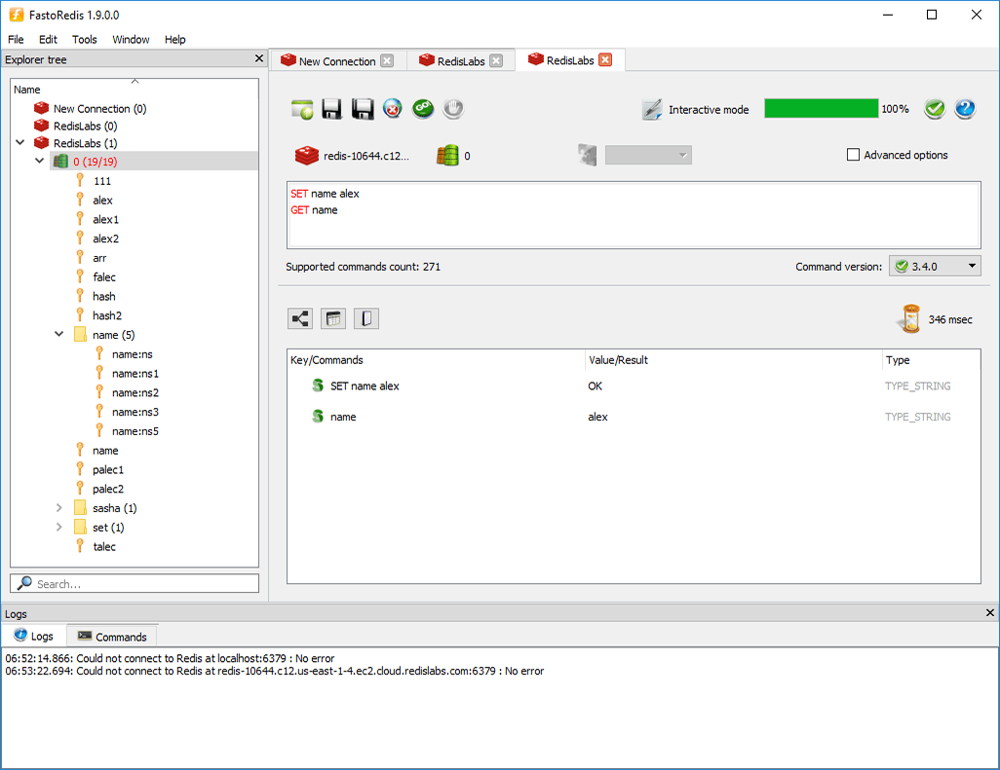 FastoRedis 1.9.0.0
File Edit Tools Window Help
Explorer tree
Name
New Connection (0)
RedisLabs (0)
RedisLabs (1)
0 (19/19)
111
alex
alex1
alex2
arr
falec
hash
hash2
name (5)
name:ns
name:ns1
name:ns2
name:ns3
name:ns5
name
palec1
palec2
sasha (1)
set (1)
talec
Search...
New Connection RedisLabs RedisLabs
GO! Interactive mode 100%
redis-10644.c12... 0 Advanced options
SET name alex
GET name
Supported commands count: 271 Command version: 3.4.0
346 msec
Key/Commands Value/Result Type
SET name alex OK TYPE_STRING
name alex TYPE_STRING
Logs
Logs Commands
06:52:14.866: Could not connect to Redis at localhost:6379 : No error
06:53:22.694: Could not connect to Redis at redis-10644.c12.us-east-1-4.ec2.cloud.redislabs.com:6379 : No error